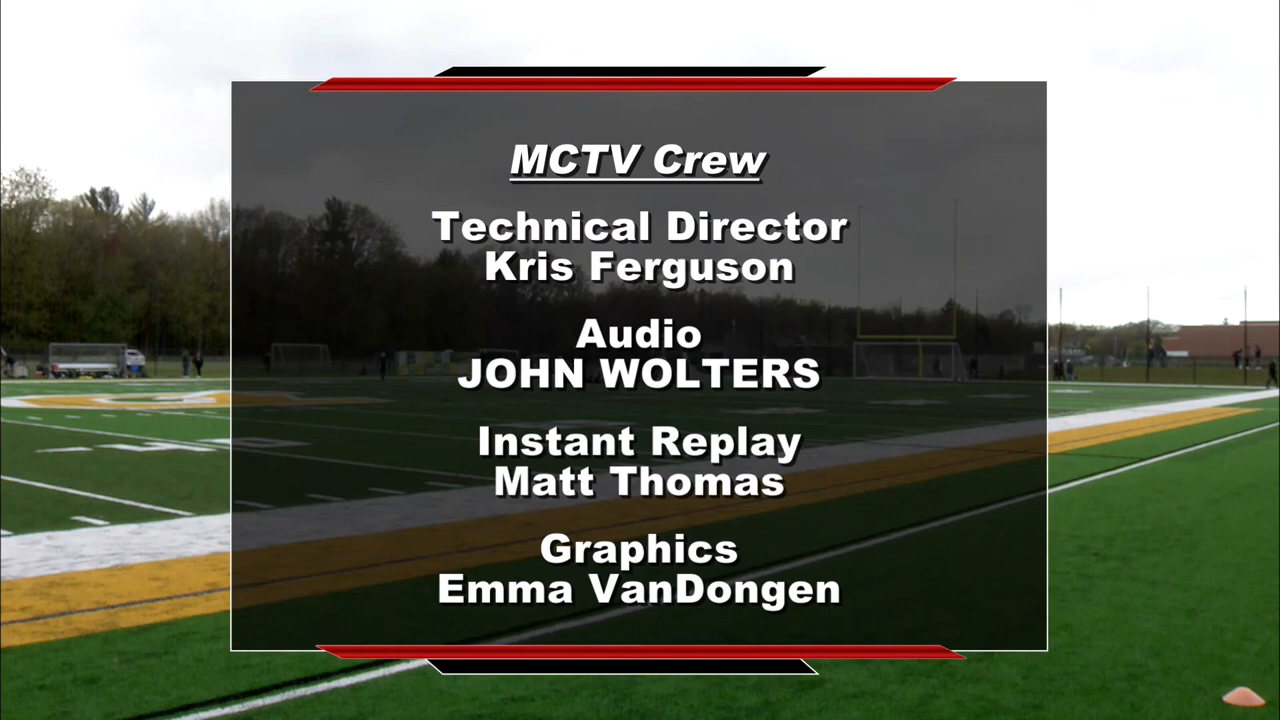 MCTV Crew
Technical Director
Kris Ferguson
Audio
JOHN WOLTERS
Instant Replay
Matt Thomas
Graphics
Emma VanDongen